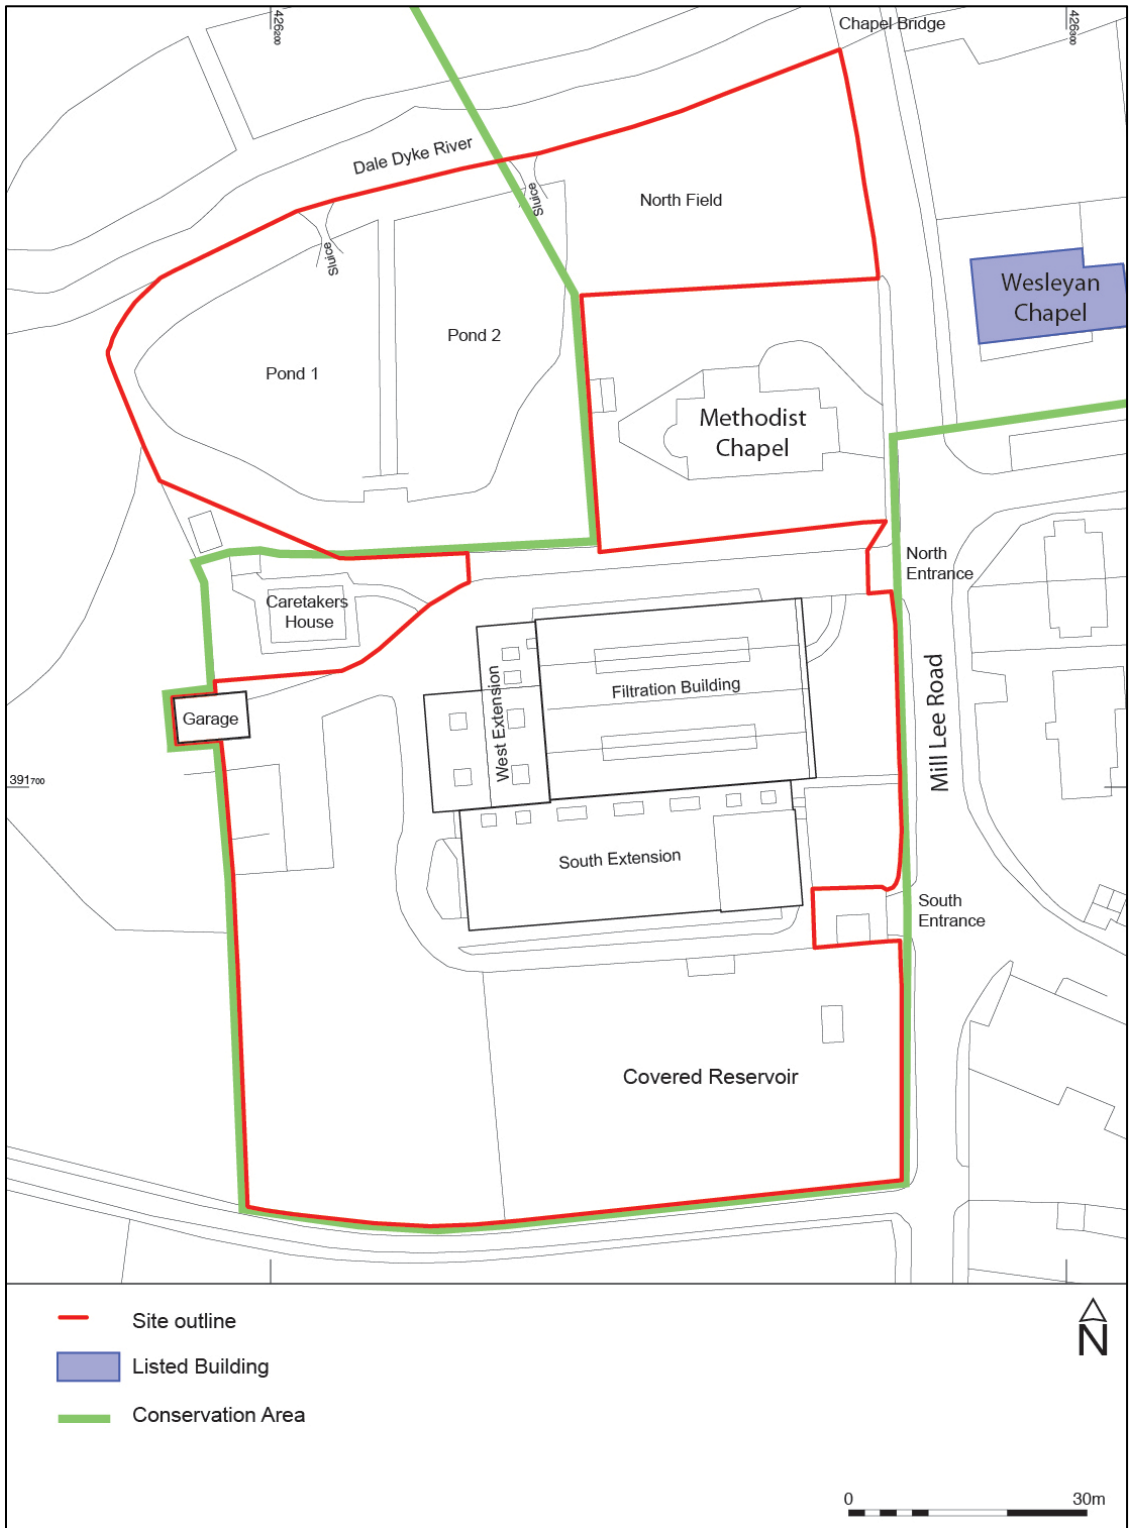 426200
426300
Chapel Bridge
Dale Dyke River
Sluice
North Field
Sluice
Wesleyan
Chapel
Pond 2
Pond 1
Methodist
Chapel
North
Entrance
Caretakers
House
Mill Lee Road
West Extension
Filtration Building
Garage
391700
South Extension
South
Entrance
Covered Reservoir
Site outline
N
Listed Building
Conservation Area
0 30m